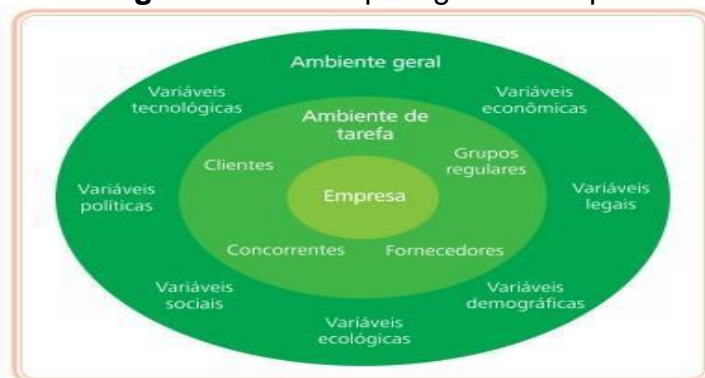 Ambiente geral
Variáveis
tecnológicas
Variáveis
econômicas
Ambiente de
tarefa
Clientes
Grupos
regulares
Variáveis
políticas
Empresa
Variáveis
legais
Concorrentes
Fornecedores
Variáveis
sociais
Variáveis
demográficas
Variáveis
ecológicas